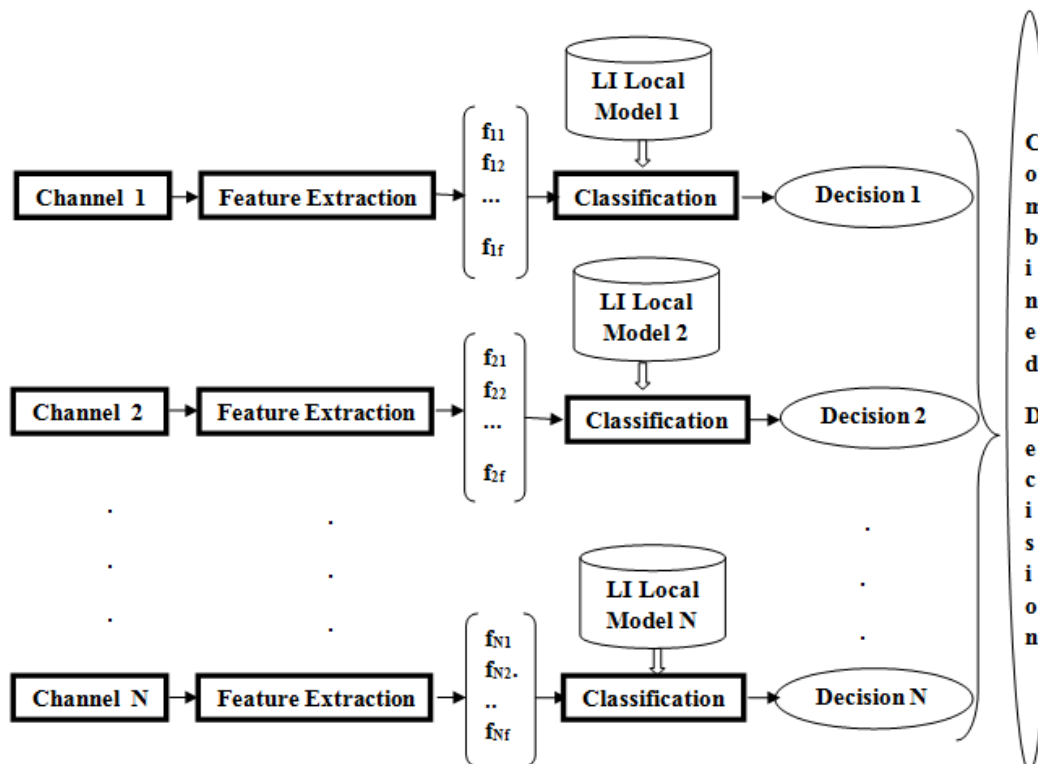 LI Local
Model 1
f11
f12
...
f1f
Channel 1
Feature Extraction
Classification
Decision 1
LI Local
Model 2
f21
f22
...
f2f
Channel 2
Feature Extraction
Classification
Decision 2
LI Local
Model N
fN1
fN2.
..
fNf
Channel N
Feature Extraction
Classification
Decision N
Combined
Decision